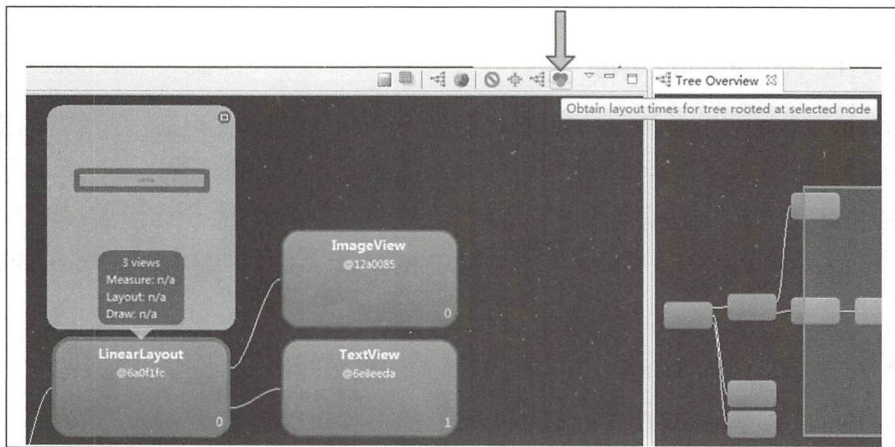 Tree Overview
Obtain layout times for tree rooted at selected node
3 views
Measure: n/a
Layout: n/a
Draw: n/a
ImageView
@12a0085
0
LinearLayout
@6a0f1fc
0
TextView
@6e8eeda
1